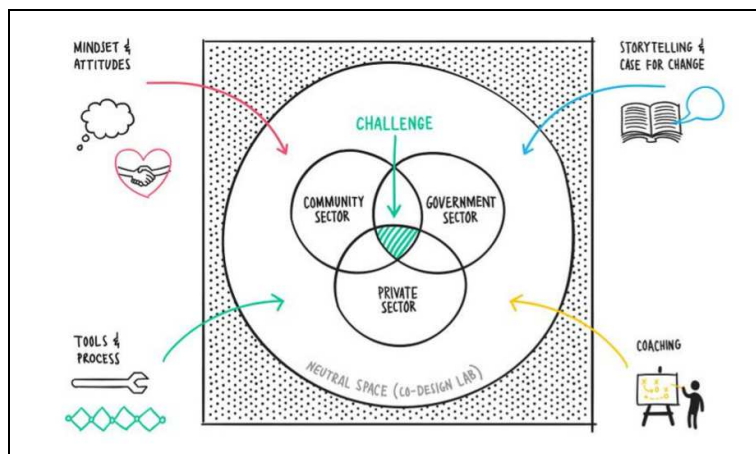 MINDSET &
ATTITUDES
STORYTELLING &
CASE FOR CHANGE
CHALLENGE
COMMUNITY
SECTOR
GOVERNMENT
SECTOR
PRIVATE
SECTOR
TOOLS &
PROCESS
COACHING
NEUTRAL SPACE (CO-DESIGN LAB)